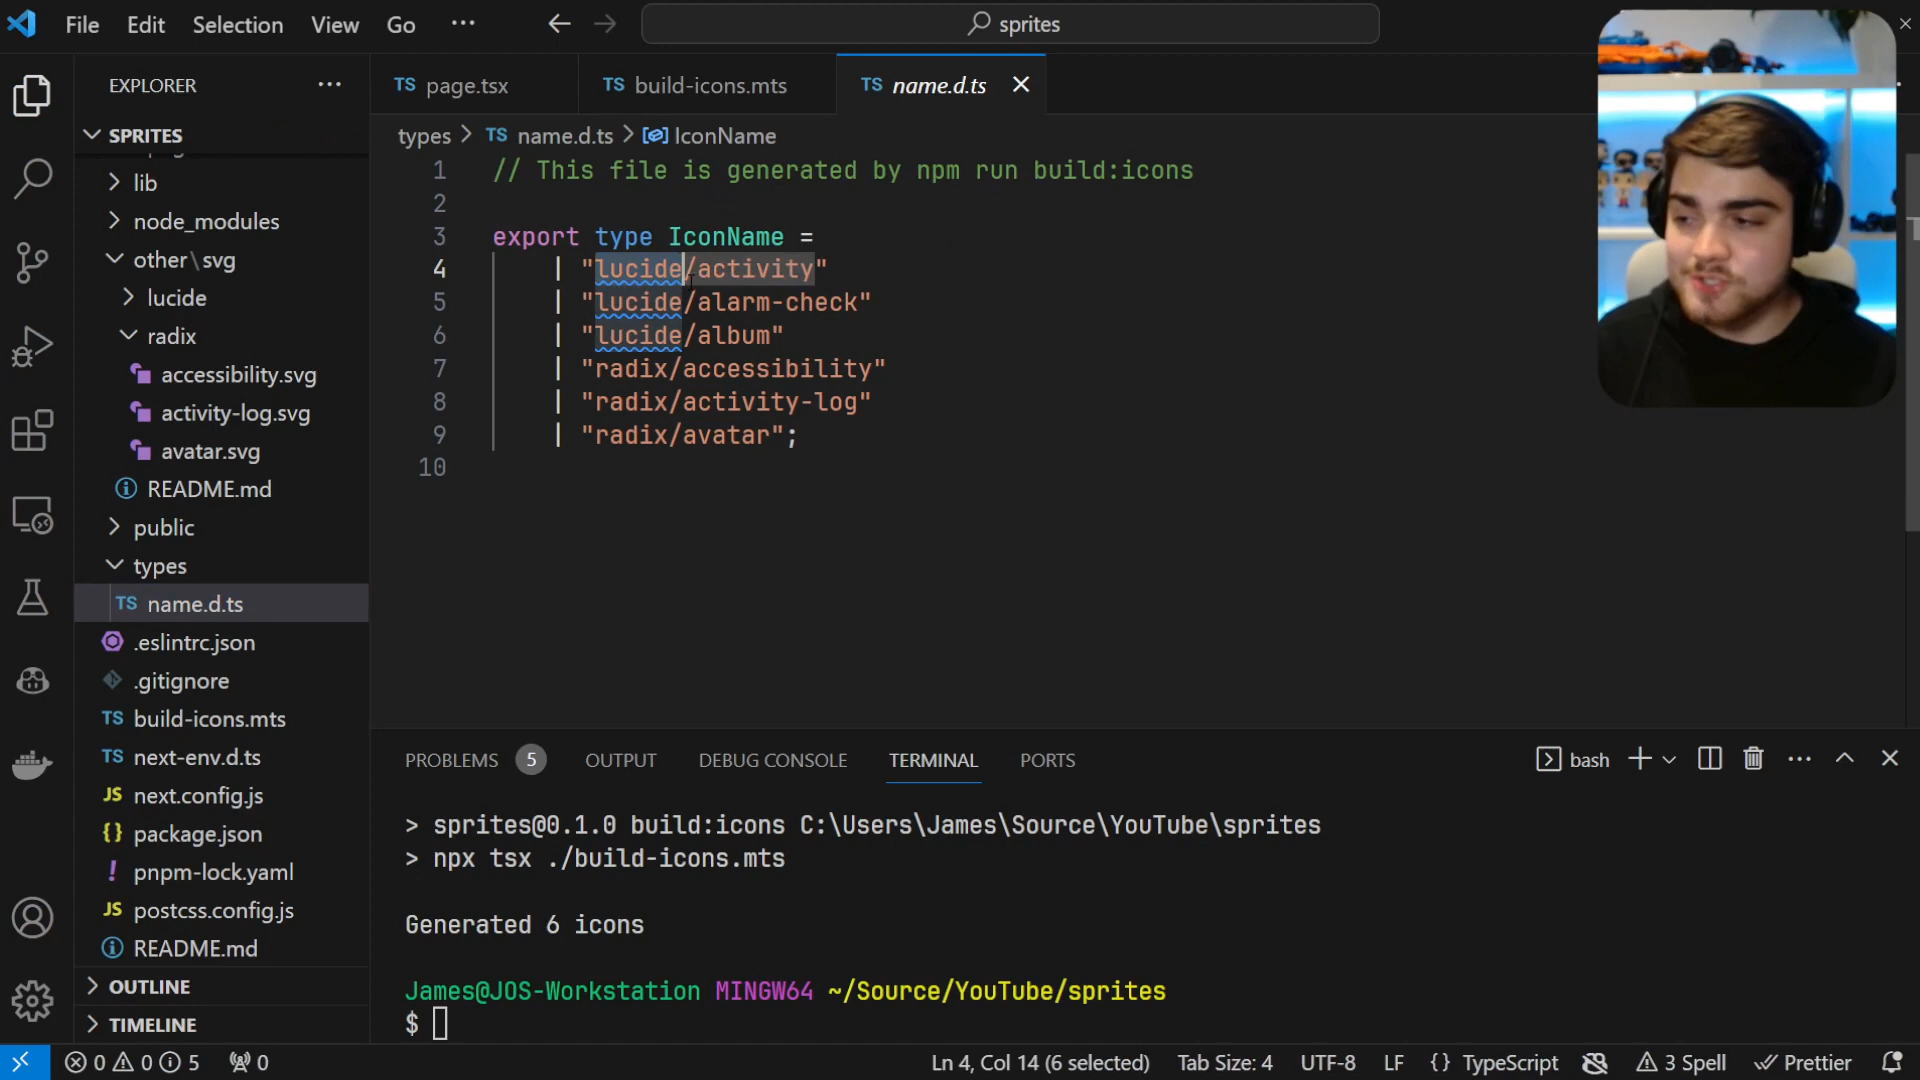 File Edit Selection View Go ···
sprites
EXPLORER
SPRITES
lib
node_modules
other\svg
lucide
radix
accessibility.svg
activity-log.svg
avatar.svg
README.md
public
types
TS name.d.ts
.eslintrc.json
.gitignore
TS build-icons.mts
TS next-env.d.ts
JS next.config.js
{} package.json
! pnpm-lock.yaml
JS postcss.config.js
README.md
OUTLINE
TIMELINE
TS page.tsx
TS build-icons.mts
TS name.d.ts
types > TS name.d.ts > IconName
1 // This file is generated by npm run build:icons
2
3 export type IconName =
4 | "lucide/activity"
5 | "lucide/alarm-check"
6 | "lucide/album"
7 | "radix/accessibility"
8 | "radix/activity-log"
9 | "radix/avatar";
10
PROBLEMS 5 OUTPUT DEBUG CONSOLE TERMINAL PORTS
bash
> sprites@0.1.0 build:icons C:\Users\James\Source\YouTube\sprites
> npx tsx ./build-icons.mts
Generated 6 icons
James@JOS-Workstation MINGW64 ~/Source/YouTube/sprites
$
0 0 5 0
Ln 4, Col 14 (6 selected) Tab Size: 4 UTF-8 LF {} TypeScript 3 Spell Prettier